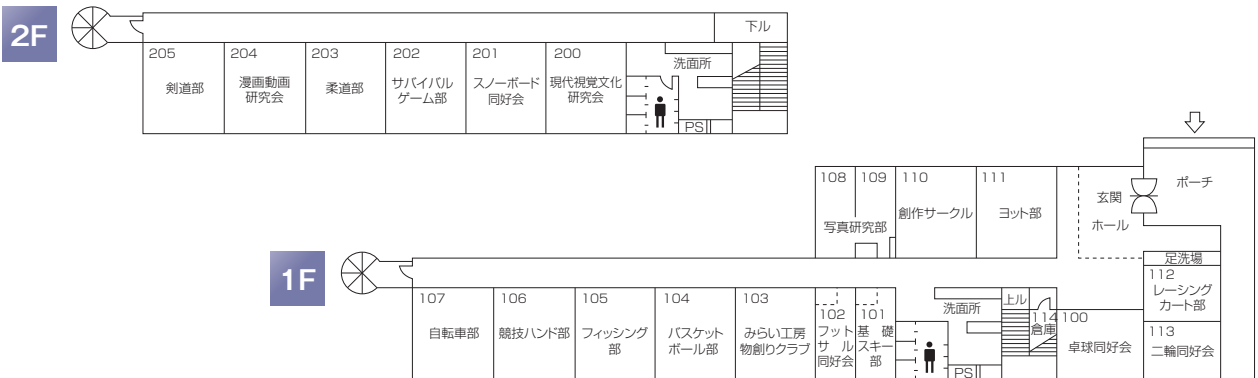 2F
下ル
205
剣道部
204
漫画動画
研究会
203
柔道部
202
サバイバル
ゲーム部
201
スノーボード
同好会
200
現代視覚文化
研究会
洗面所
PS
1F
108
109
写真研究部
110
創作サークル
111
ヨット部
玄関
ホール
ポーチ
足洗場
112
レーシング
カート部
113
二輪同好会
107
自転車部
106
競技ハンド部
105
フィッシング
部
104
バスケット
ボール部
103
みらい工房
物創りクラブ
102
フット
サル
同好会
101
基礎
スキー
部
洗面所
PS
上ル
114
倉庫
100
卓球同好会